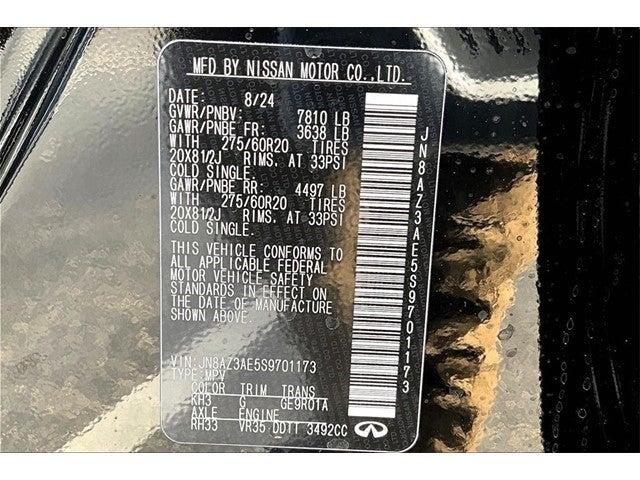 MFD BY NISSAN MOTOR CO.,LTD.
DATE: 8/24
GVWR/PNBV: 7810 LB
GAWR/PNBE FR: 3638 LB
WITH 275/60R20 TIRES
20X81/2J RIMS. AT 33PSI
COLD SINGLE.
GAWR/PNBE RR: 4497 LB
WITH 275/60R20 TIRES
20X81/2J RIMS. AT 33PSI
COLD SINGLE.
THIS VEHICLE CONFORMS TO
ALL APPLICABLE FEDERAL
MOTOR VEHICLE SAFETY
STANDARDS IN EFFECT ON
THE DATE OF MANUFACTURE
SHOWN ABOVE.
VIN:JN8AZ3AE5S9701173
TYPE:MPV
COLOR TRIM TRANS
KH3 G GE9R01A
AXLE ENGINE
RH33 VR35 DDTT 3492CC
JN8AZ3AE5S9701173
INFINITI